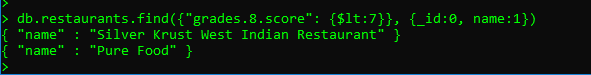 >
> db.restaurants.find({"grades.8.score": {$lt:7}}, {_id:0, name:1})
{ "name" : "Silver Krust West Indian Restaurant" }
{ "name" : "Pure Food" }
>